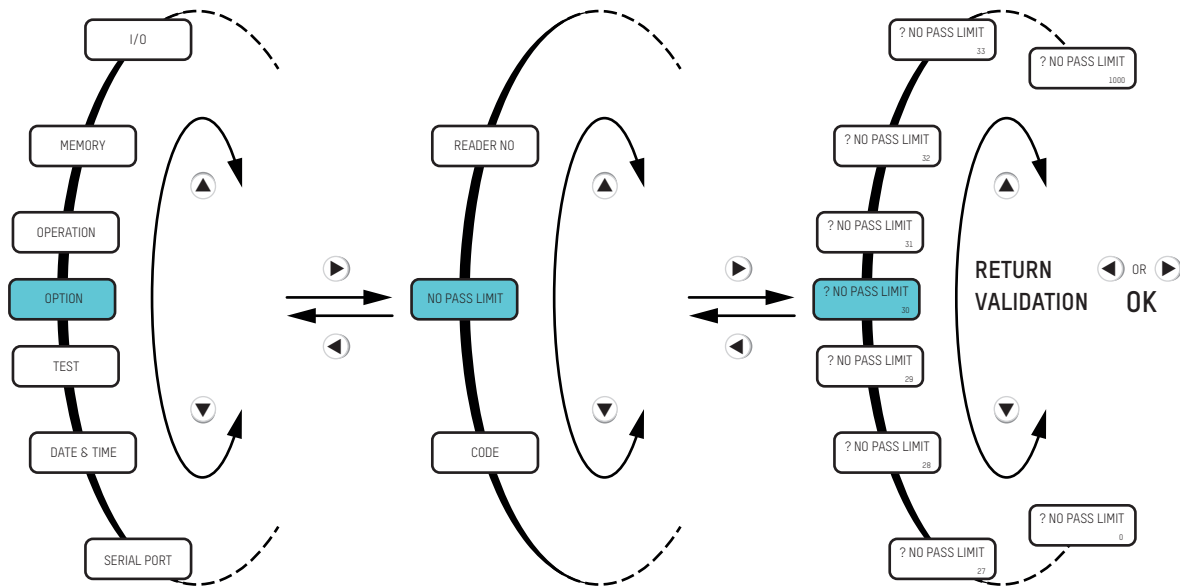 I/O
MEMORY
OPERATION
OPTION
TEST
DATE & TIME
SERIAL PORT
READER NO
NO PASS LIMIT
CODE
? NO PASS LIMIT
33
? NO PASS LIMIT
1000
? NO PASS LIMIT
32
? NO PASS LIMIT
31
? NO PASS LIMIT
30
? NO PASS LIMIT
29
? NO PASS LIMIT
28
? NO PASS LIMIT
27
? NO PASS LIMIT
0
RETURN OR
VALIDATION OK